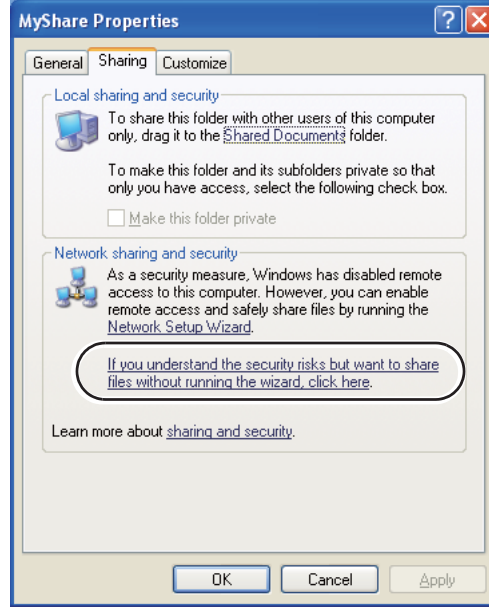 MyShare Properties
General Sharing Customize
Local sharing and security
To share this folder with other users of this computer
only, drag it to the Shared Documents folder.
To make this folder and its subfolders private so that
only you have access, select the following check box.
Make this folder private
Network sharing and security
As a security measure, Windows has disabled remote
access to this computer. However, you can enable
remote access and safely share files by running the
Network Setup Wizard.
If you understand the security risks but want to share
files without running the wizard, click here.
Learn more about sharing and security.
OK Cancel Apply